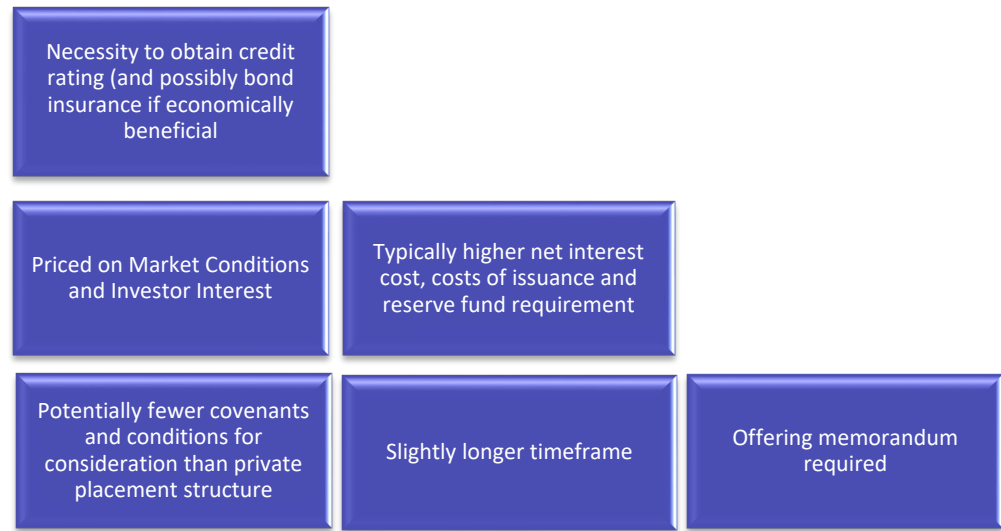 Necessity to obtain credit
rating (and possibly bond
insurance if economically
beneficial
Priced on Market Conditions
and Investor Interest
Typically higher net interest
cost, costs of issuance and
reserve fund requirement
Potentially fewer covenants
and conditions for
consideration than private
placement structure
Slightly longer timeframe
Offering memorandum
required